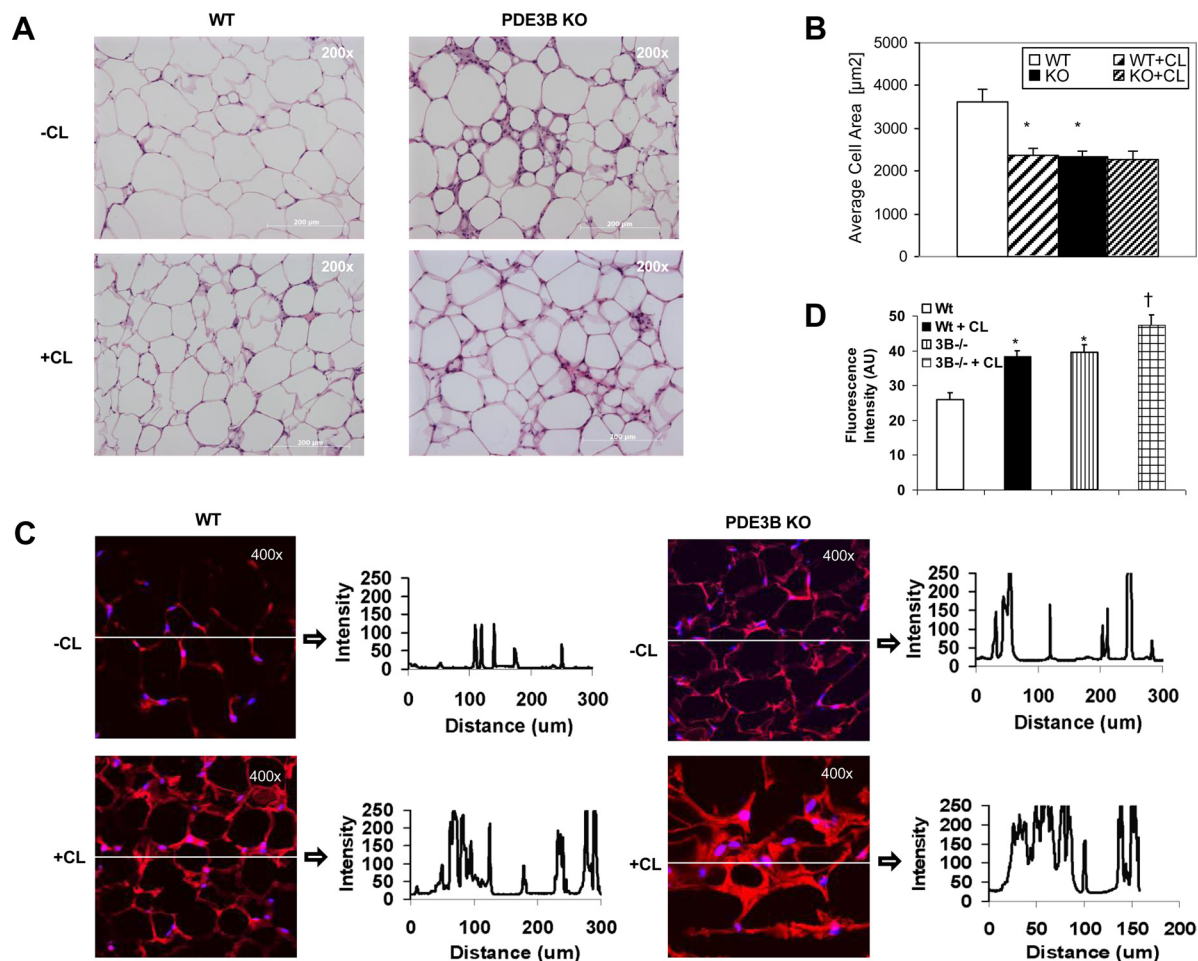 A
WT
PDE3B KO
-CL
200x
200 µm
200x
200 µm
+CL
200x
200 µm
200x
200 µm
B
Average Cell Area [µm2]
5000
4000
3000
2000
1000
0
WT
WT+CL
KO
KO+CL
*
*
D
Fluorescence
Intensity (AU)
50
40
30
20
10
0
Wt
Wt + CL
3B-/-
3B-/- + CL
*
*
†
C
WT
PDE3B KO
-CL
400x
Intensity
250
200
150
100
50
0
0 100 200 300
Distance (um)
-CL
400x
Intensity
250
200
150
100
50
0
0 100 200 300
Distance (um)
+CL
400x
Intensity
250
200
150
100
50
0
0 100 200 300
Distance (um)
+CL
400x
Intensity
250
200
150
100
50
0
0 50 100 150 200
Distance (um)